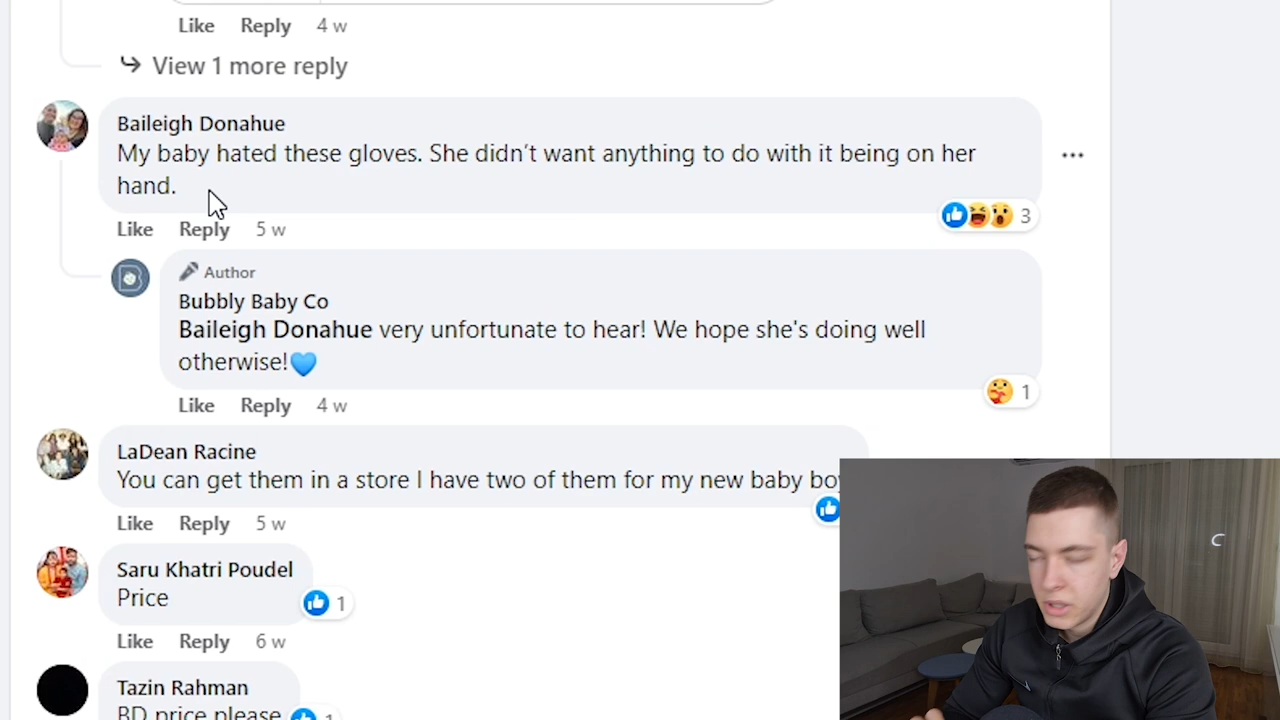 Like Reply 4 w
View 1 more reply
Baileigh Donahue
My baby hated these gloves. She didn't want anything to do with it being on her
hand.
3
Like Reply 5 w
Author
Bubbly Baby Co
Baileigh Donahue very unfortunate to hear! We hope she's doing well
otherwise!💙
1
Like Reply 4 w
LaDean Racine
You can get them in a store I have two of them for my new baby
Like Reply 5 w
Saru Khatri Poudel
Price
1
Like Reply 6 w
Tazin Rahman
BD price please
1